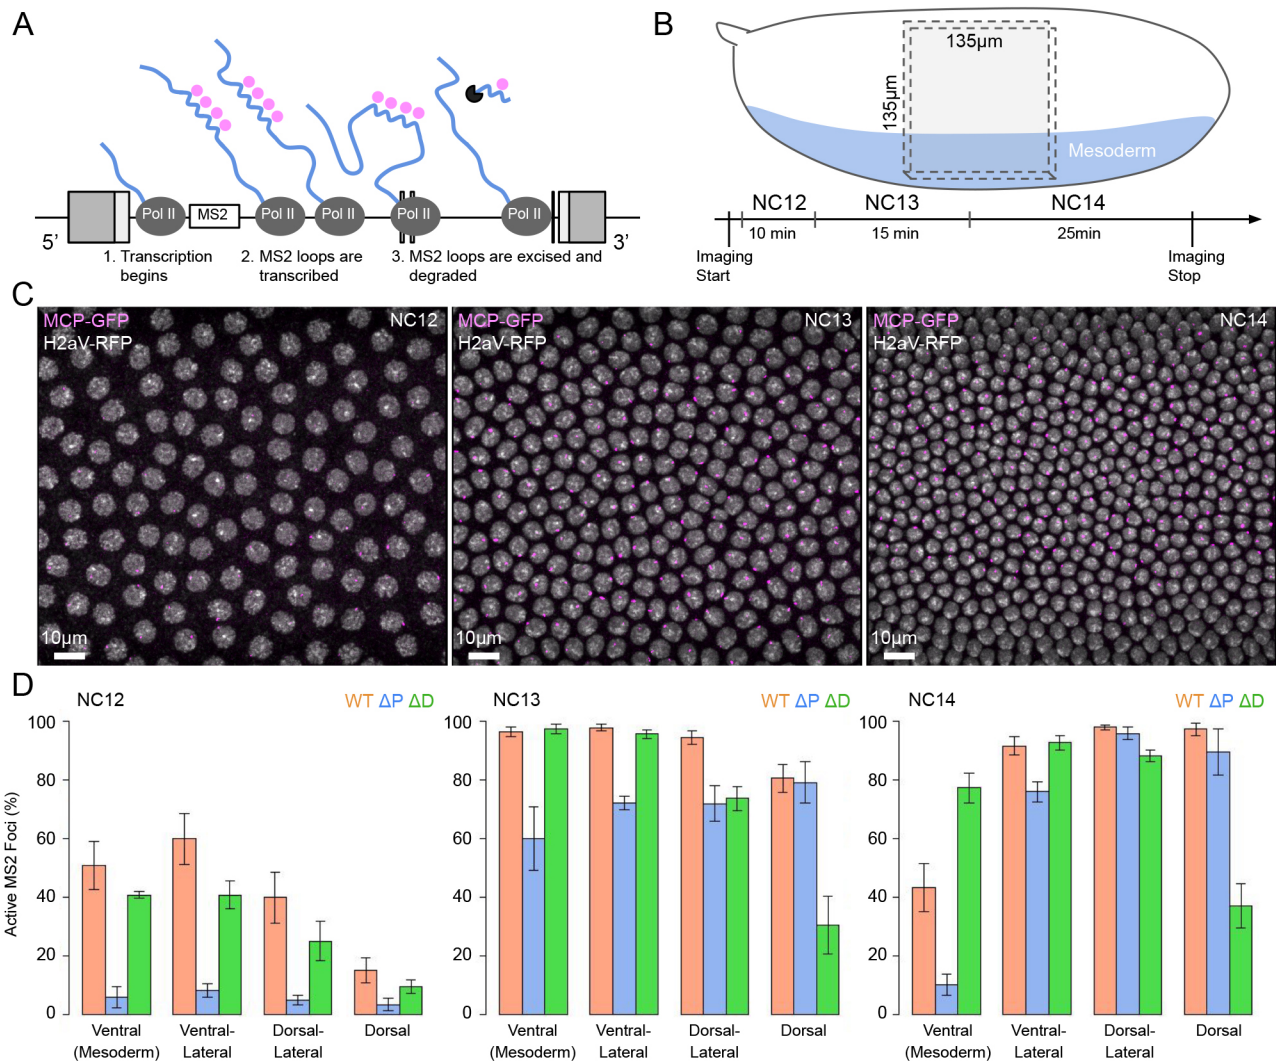 A
Pol II
MS2
Pol II
Pol II
Pol II
Pol II
5’
3’
1. Transcription
begins
2. MS2 loops are
transcribed
3. MS2 loops are excised and
degraded
B
135µm
135µm
Mesoderm
NC12
NC13
NC14
10 min
15 min
25min
Imaging
Start
Imaging
Stop
C
MCP-GFP
H2aV-RFP
NC12
10µm
MCP-GFP
H2aV-RFP
NC13
10µm
MCP-GFP
H2aV-RFP
NC14
10µm
D
Active MS2 Foci (%)
NC12
WT ΔP ΔD
100
80
60
40
20
0
Ventral
(Mesoderm)
Ventral-
Lateral
Dorsal-
Lateral
Dorsal
NC13
WT ΔP ΔD
100
80
60
40
20
0
Ventral
(Mesoderm)
Ventral-
Lateral
Dorsal-
Lateral
Dorsal
NC14
WT ΔP ΔD
100
80
60
40
20
0
Ventral
(Mesoderm)
Ventral-
Lateral
Dorsal-
Lateral
Dorsal